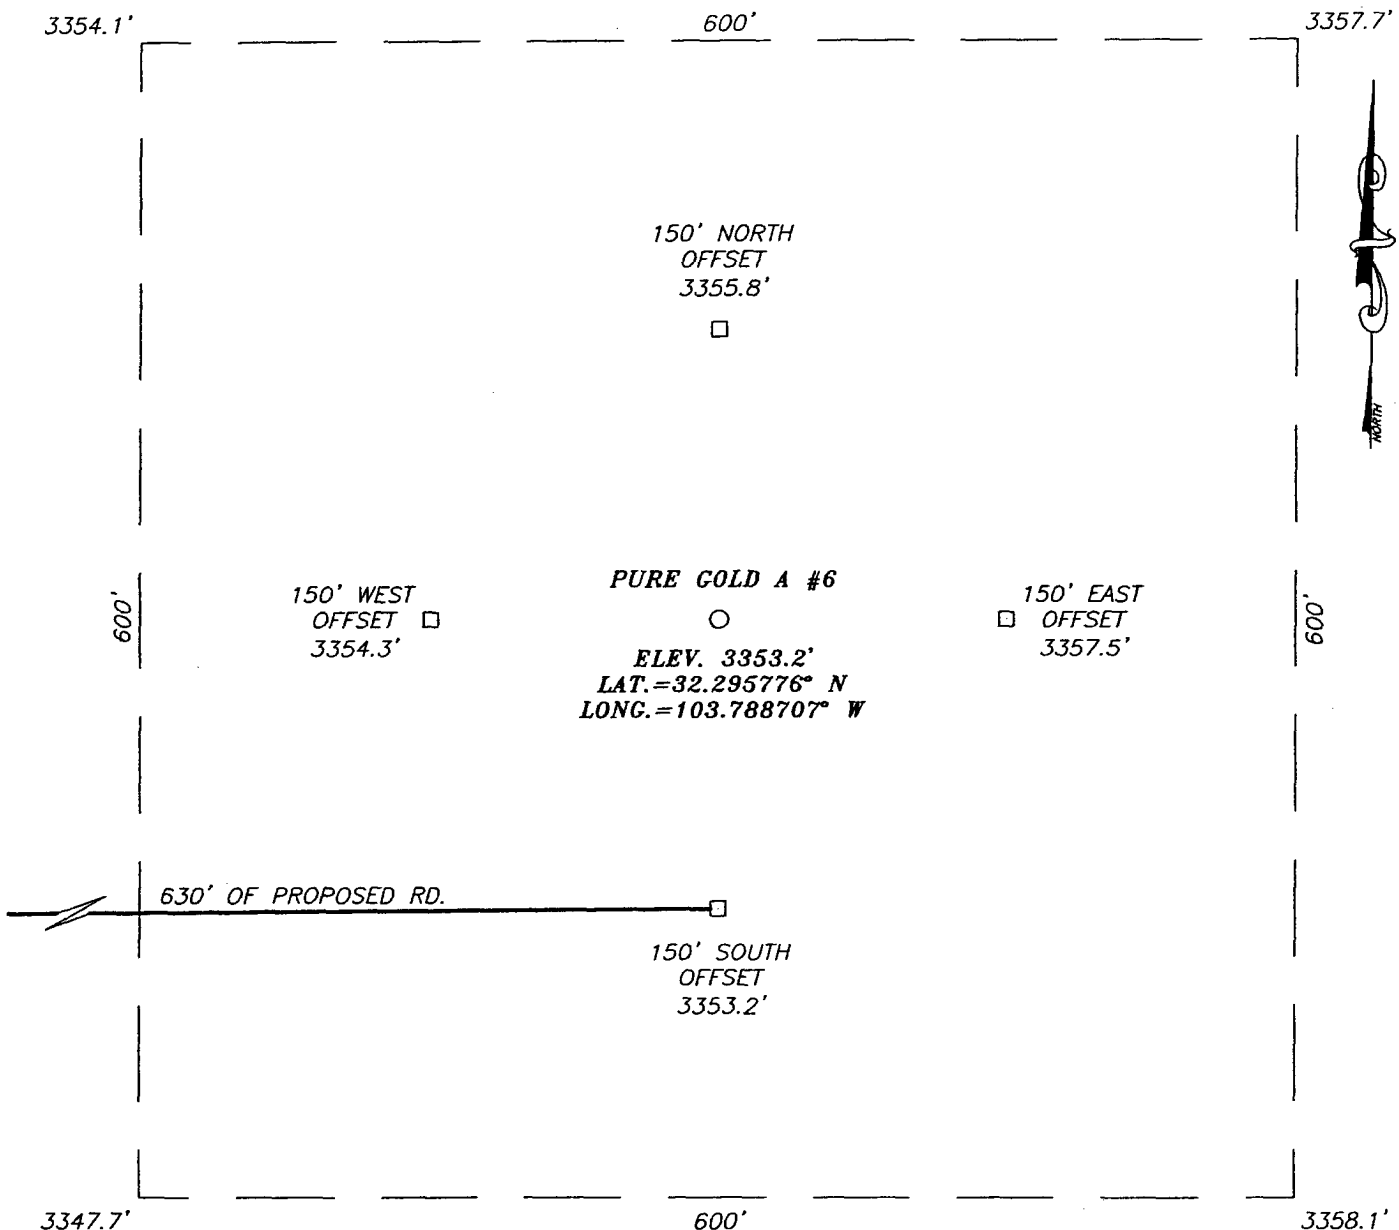 3354.1'
600'
3357.7'
NORTH
150' NORTH
OFFSET
3355.8'
600'
150' WEST
OFFSET
3354.3'
PURE GOLD A #6
ELEV. 3353.2'
LAT.=32.295776° N
LONG.=103.788707° W
150' EAST
OFFSET
3357.5'
600'
630' OF PROPOSED RD.
150' SOUTH
OFFSET
3353.2'
3347.7'
600'
3358.1'